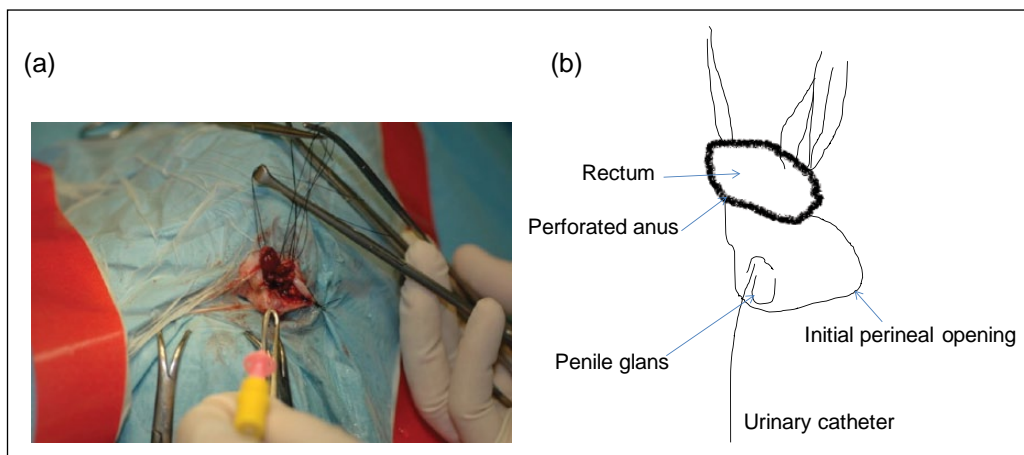 (a)
(b)
Rectum
Perforated anus
Initial perineal opening
Penile glans
Urinary catheter